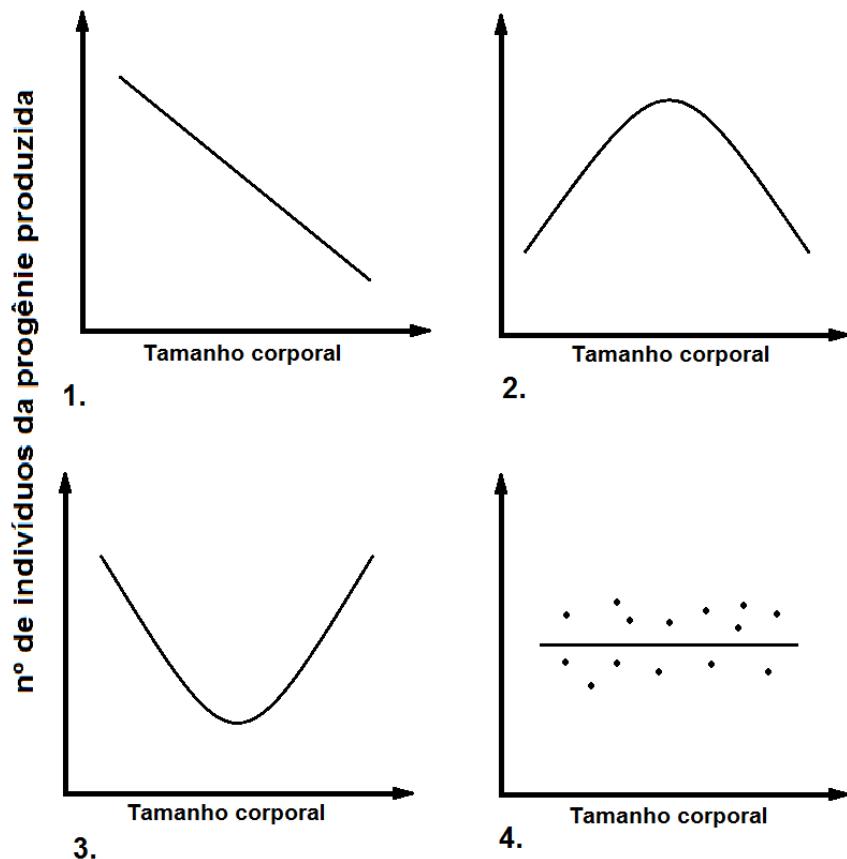 nº de indivíduos da progênie produzida
Tamanho corporal
1.
Tamanho corporal
2.
Tamanho corporal
3.
Tamanho corporal
4.